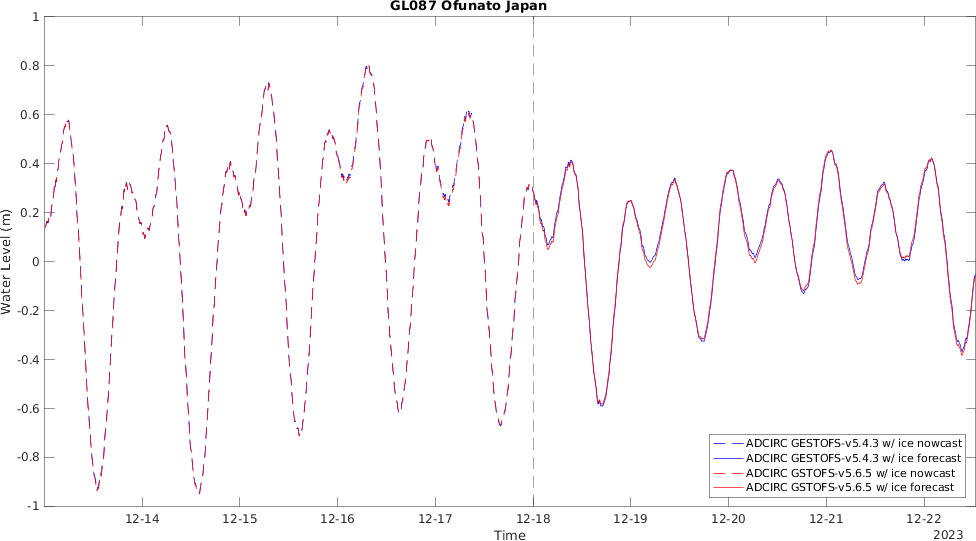 GL087 Ofunato Japan
1
0.8
0.6
0.4
0.2
0
-0.2
-0.4
-0.6
-0.8
-1
Water Level (m)
ADCIRC GESTOFS-v5.4.3 w/ ice nowcast
ADCIRC GESTOFS-v5.4.3 w/ ice forecast
ADCIRC GSTOFS-v5.6.5 w/ ice nowcast
ADCIRC GSTOFS-v5.6.5 w/ ice forecast
12-14 12-15 12-16 12-17 12-18 12-19 12-20 12-21 12-22
Time
2023